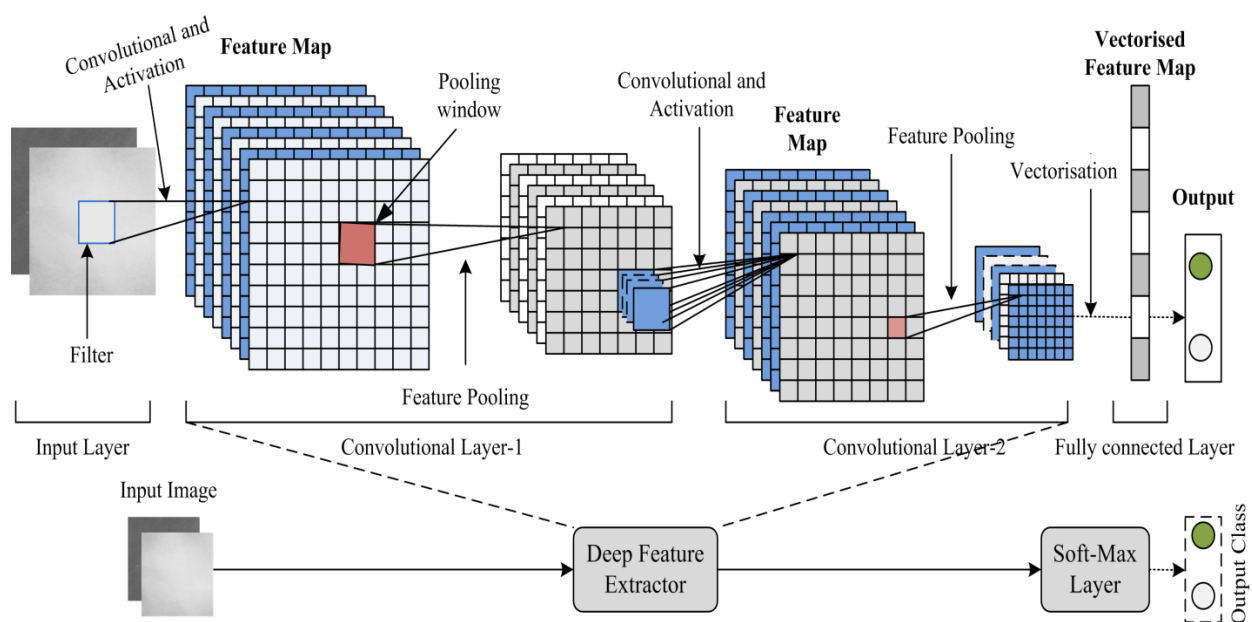 Convolutional and
Activation
Feature Map
Pooling
window
Convolutional and
Activation
Feature
Map
Feature Pooling
Vectorised
Feature Map
Vectorisation
Output
Filter
Feature Pooling
Input Layer
Convolutional Layer-1
Convolutional Layer-2
Fully connected Layer
Input Image
Deep Feature
Extractor
Soft-Max
Layer
Output Class